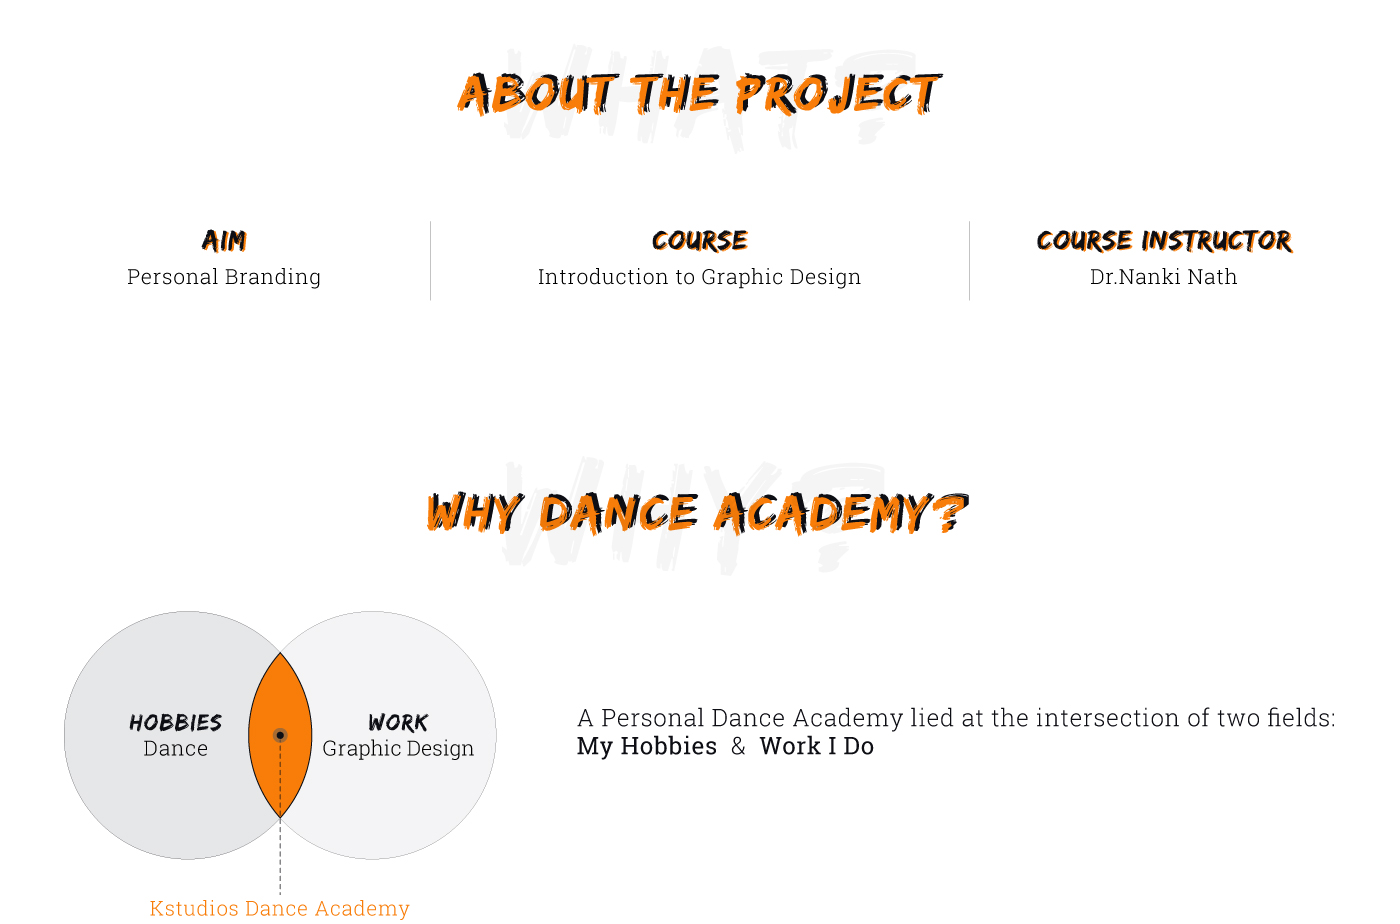 WHAT?
ABOUT THE PROJECT
AIM
Personal Branding
COURSE
Introduction to Graphic Design
COURSE INSTRUCTOR
Dr.Nanki Nath
WHY?
WHY DANCE ACADEMY?
HOBBIES
Dance
WORK
Graphic Design
Kstudios Dance Academy
A Personal Dance Academy lied at the intersection of two fields:
My Hobbies & Work I Do